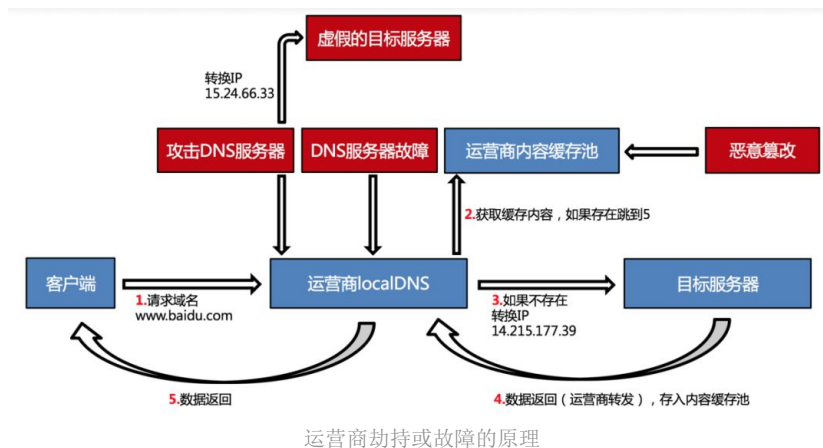 虚假的目标服务器
转换IP
15.24.66.33
攻击DNS服务器
DNS服务器故障
运营商内容缓存池
恶意篡改
2.获取缓存内容，如果存在跳到5
客户端
运营商localDNS
目标服务器
1.请求域名
www.baidu.com
3.如果不存在
转换IP
14.215.177.39
5.数据返回
4.数据返回（运营商转发），存入内容缓存池
运营商劫持或故障的原理